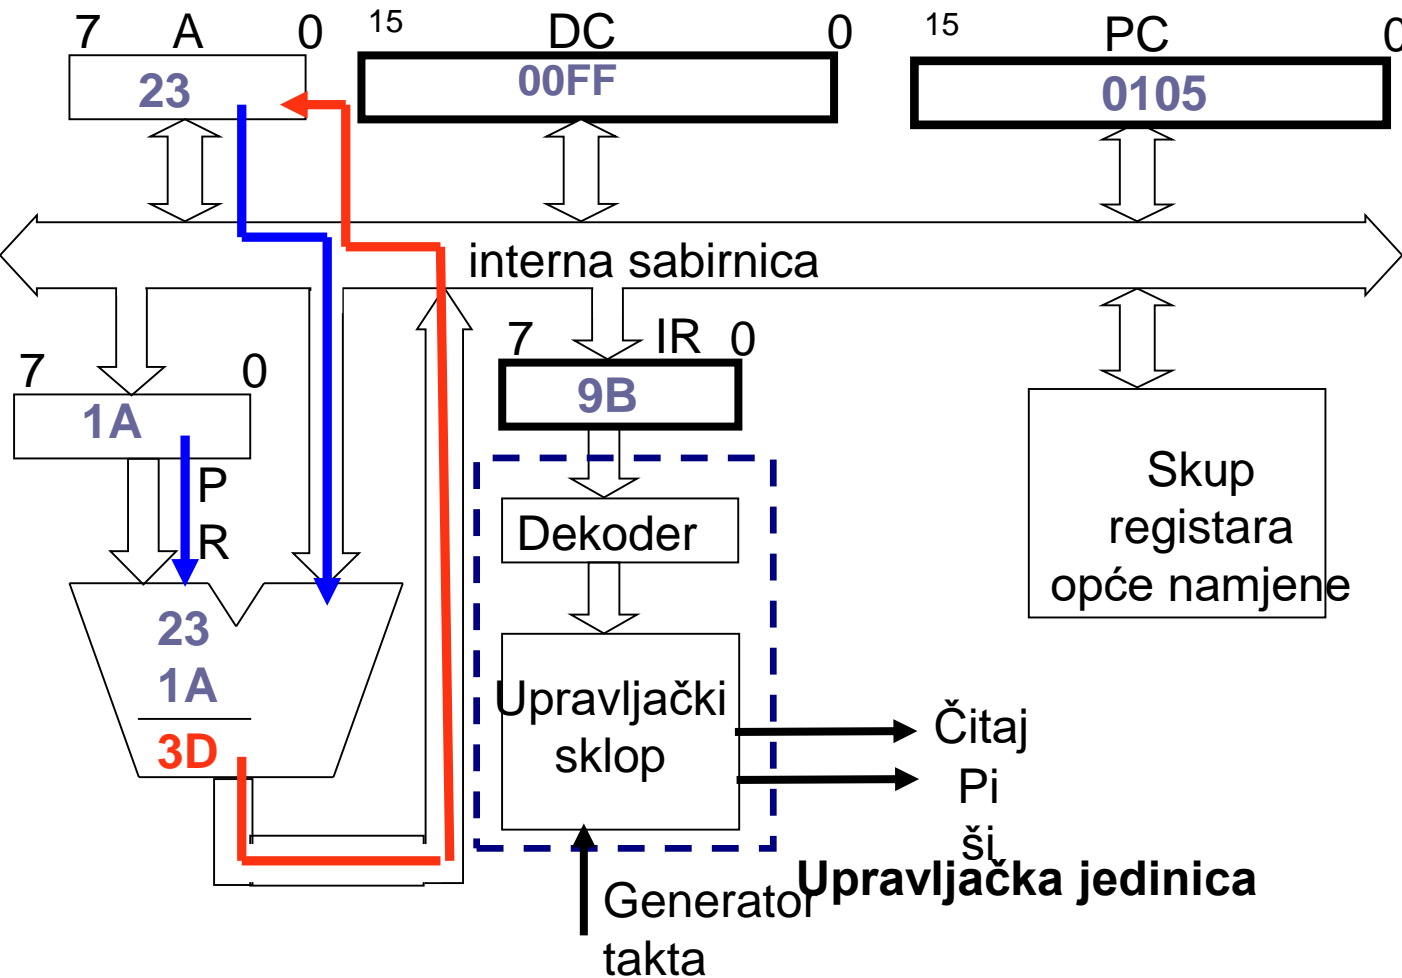 7 A 0 15 DC 0 15 PC 0
23 00FF 0105
interna sabirnica
7 IR 0
7 0
9B
1A
P
R
Dekoder
Skup
registara
opće namjene
23
1A
3D
Upravljački
sklop
Čitaj
Pi
ši
Upravljačka jedinica
Generator
takta